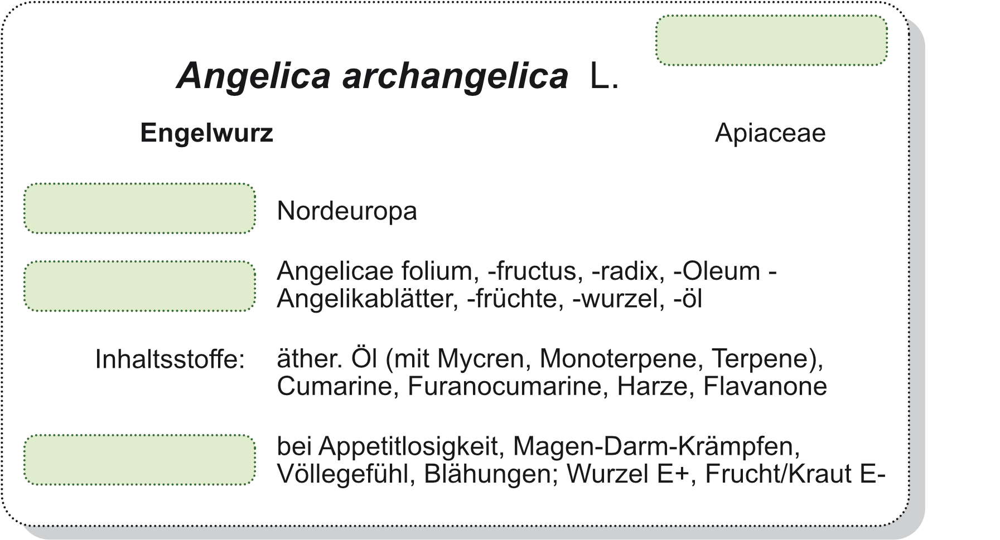 Angelica archangelica L.
Engelwurz
Apiaceae
Nordeuropa
Angelicae folium, -fructus, -radix, -Oleum -
Angelikablätter, -früchte, -wurzel, -öl
Inhaltsstoffe: äther. Öl (mit Mycren, Monoterpene, Terpene),
Cumarine, Furanocumarine, Harze, Flavanone
bei Appetitlosigkeit, Magen-Darm-Krämpfen,
Völlegefühl, Blähungen; Wurzel E+, Frucht/Kraut E-